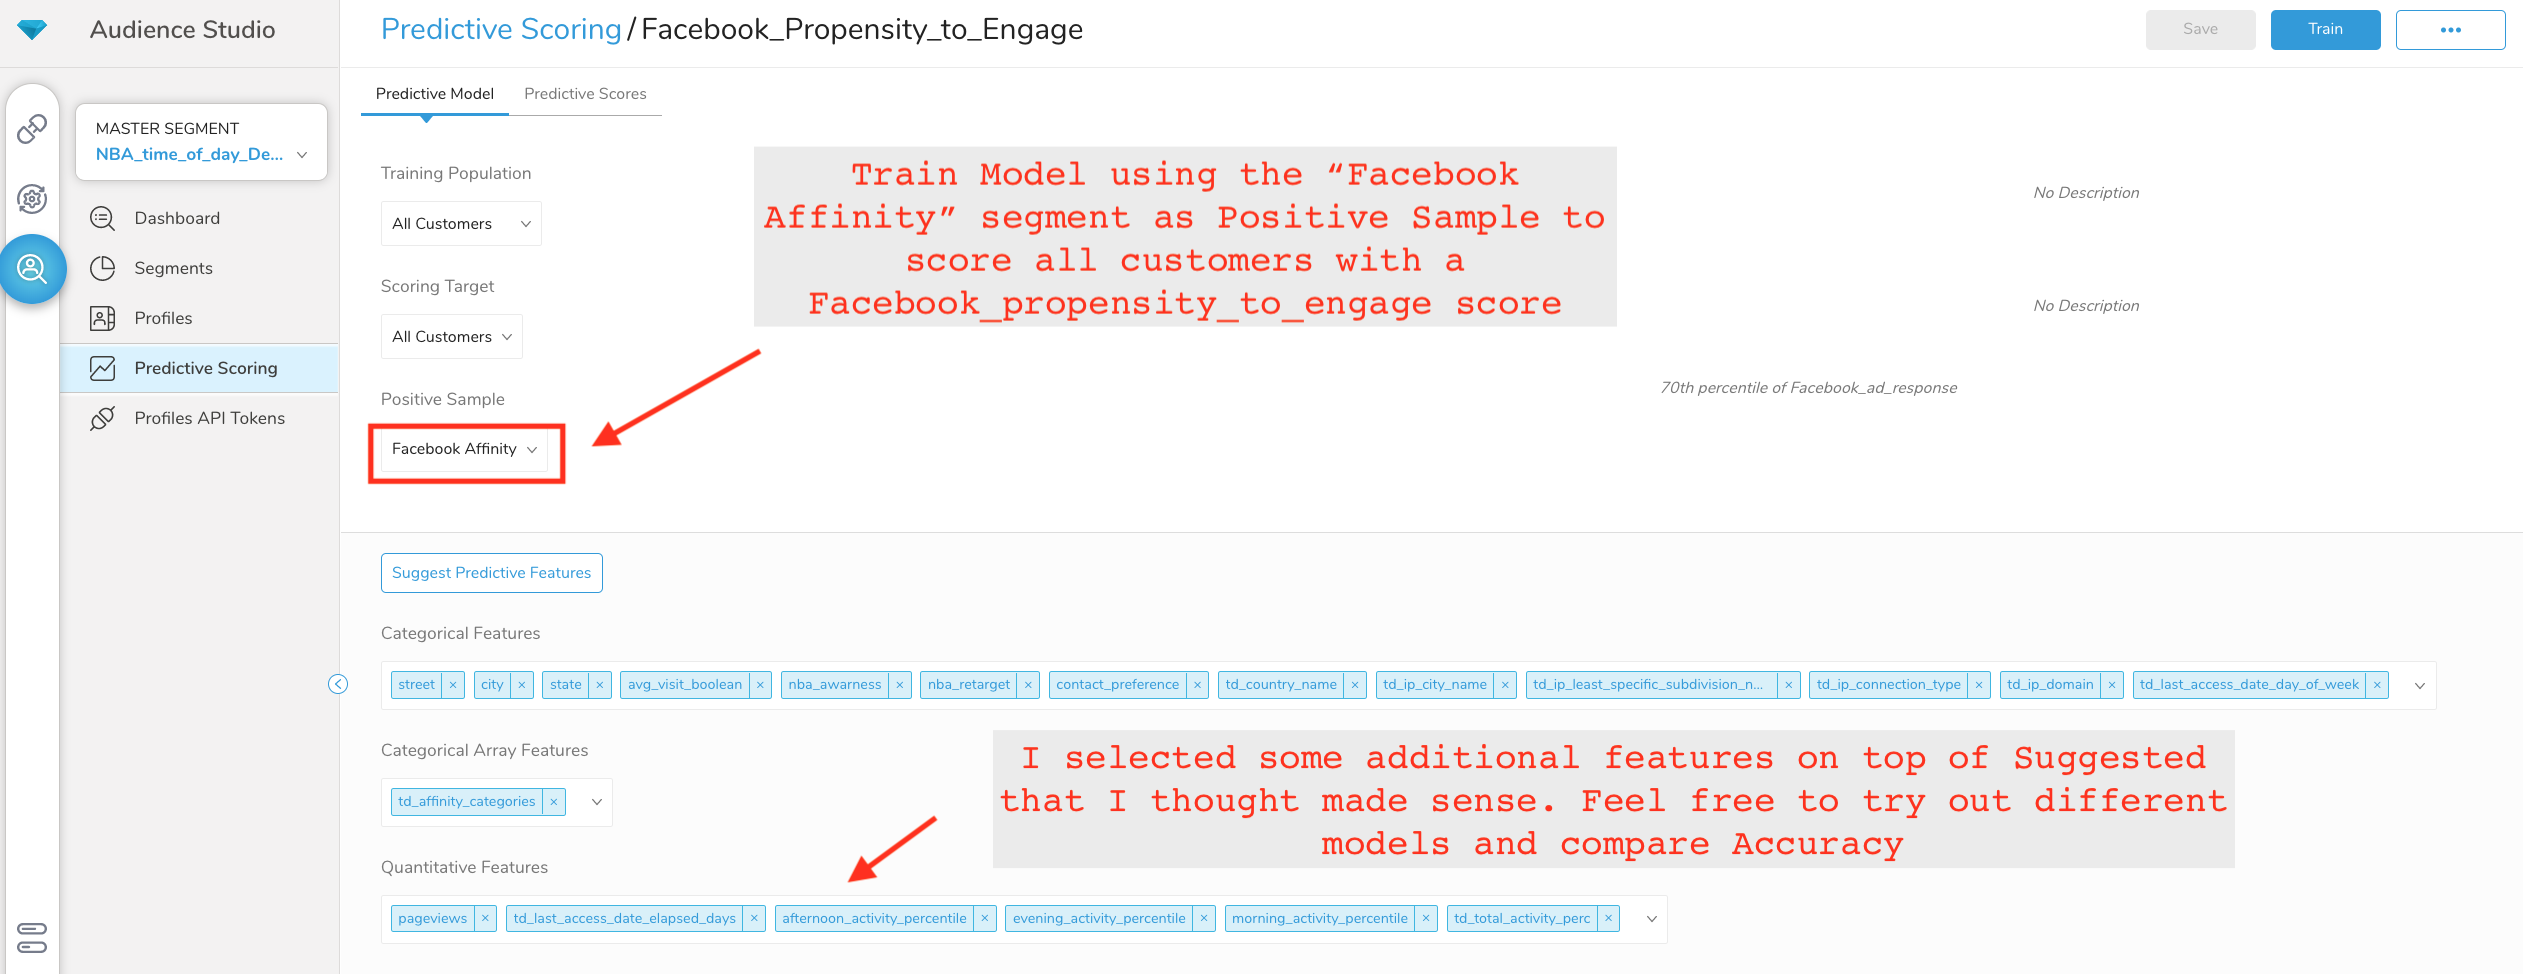 Audience Studio
Predictive Scoring / Facebook_Propensity_to_Engage
Save
Train
•••
MASTER SEGMENT
NBA_time_of_day_De...
Dashboard
Segments
Profiles
Predictive Scoring
Profiles API Tokens
Predictive Model
Predictive Scores
Training Population
All Customers
No Description
Scoring Target
All Customers
No Description
Positive Sample
Facebook Affinity
70th percentile of Facebook_ad_response
Train Model using the “Facebook
Affinity” segment as Positive Sample to
score all customers with a
Facebook_propensity_to_engage score
Suggest Predictive Features
Categorical Features
street × city × state × avg_visit_boolean × nba_awarness × nba_retarget × contact_preference × td_country_name × td_ip_city_name × td_ip_least_specific_subdivision_n... × td_ip_connection_type × td_ip_domain × td_last_access_date_day_of_week ×
Categorical Array Features
td_affinity_categories ×
I selected some additional features on top of Suggested
that I thought made sense. Feel free to try out different
models and compare Accuracy
Quantitative Features
pageviews × td_last_access_date_elapsed_days × afternoon_activity_percentile × evening_activity_percentile × morning_activity_percentile × td_total_activity_perc ×